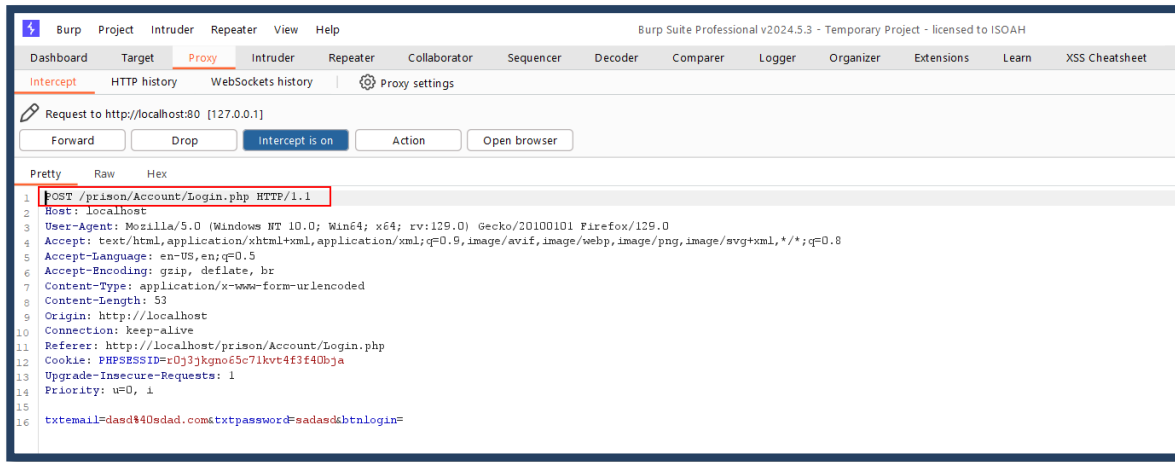 Burp Project Intruder Repeater View Help Burp Suite Professional v2024.5.3 - Temporary Project - licensed to ISOAH
Dashboard Target Proxy Intruder Repeater Collaborator Sequencer Decoder Comparer Logger Organizer Extensions Learn XSS Cheatsheet
Intercept HTTP history WebSockets history Proxy settings
Request to http://localhost:80 [127.0.0.1]
Forward Drop Intercept is on Action Open browser
Pretty Raw Hex
1 POST /prison/Account/Login.php HTTP/1.1
2 Host: localhost
3 User-Agent: Mozilla/5.0 (Windows NT 10.0; Win64; x64; rv:129.0) Gecko/20100101 Firefox/129.0
4 Accept: text/html,application/xhtml+xml,application/xml;q=0.9,image/avif,image/webp,image/png,image/svg+xml,*/*;q=0.8
5 Accept-Language: en-US,en;q=0.5
6 Accept-Encoding: gzip, deflate, br
7 Content-Type: application/x-www-form-urlencoded
8 Content-Length: 53
9 Origin: http://localhost
10 Connection: keep-alive
11 Referer: http://localhost/prison/Account/Login.php
12 Cookie: PHPSESSID=r0j3jkgno65c71kvt4f3f40bja
13 Upgrade-Insecure-Requests: 1
14 Priority: u=0, i
15
16 txtemail=dasd%40sdad.com&txtpassword=sadasd&btnlogin=